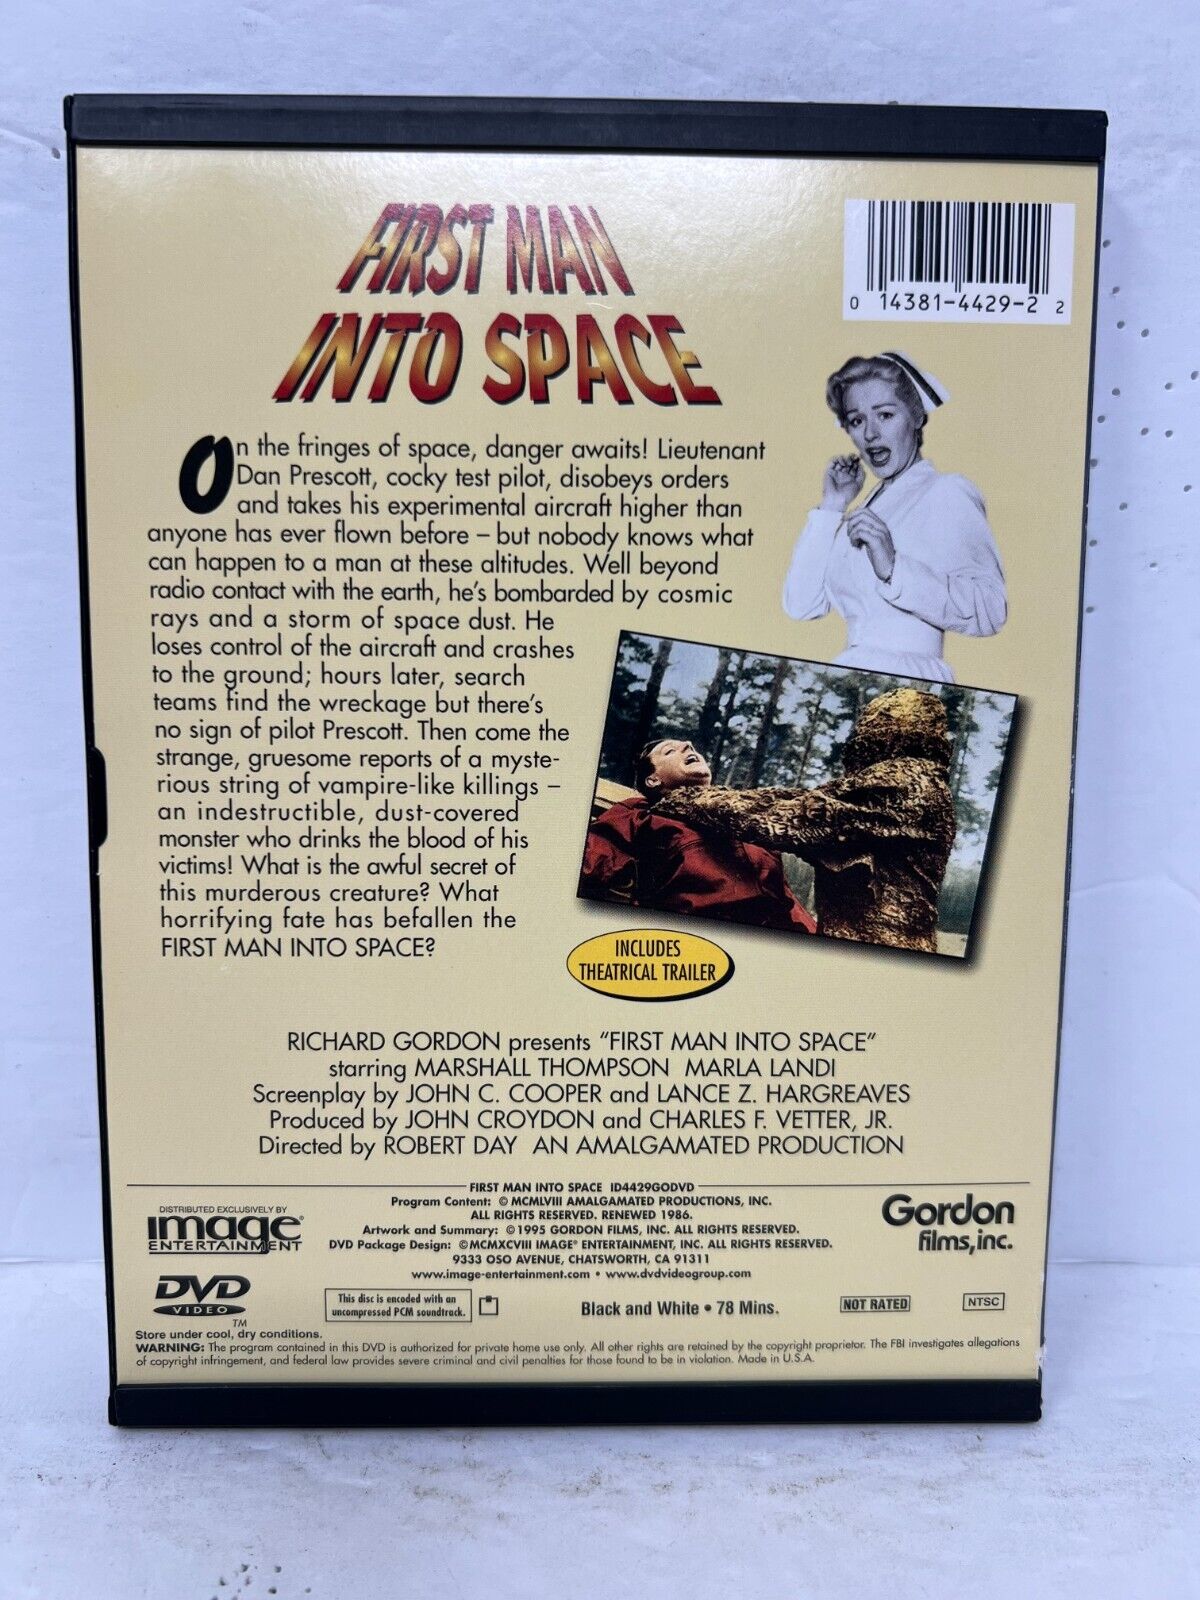 FIRST MAN
INTO SPACE
0 14381-4429-2 2
On the fringes of space, danger awaits! Lieutenant
Dan Prescott, cocky test pilot, disobeys orders
and takes his experimental aircraft higher than
anyone has ever flown before – but nobody knows what
can happen to a man at these altitudes. Well beyond
radio contact with the earth, he's bombarded by cosmic
rays and a storm of space dust. He
loses control of the aircraft and crashes
to the ground; hours later, search
teams find the wreckage but there's
no sign of pilot Prescott. Then come the
strange, gruesome reports of a myste-
rious string of vampire-like killings –
an indestructible, dust-covered
monster who drinks the blood of his
victims! What is the awful secret of
this murderous creature? What
horrifying fate has befallen the
FIRST MAN INTO SPACE?
INCLUDES
THEATRICAL TRAILER
RICHARD GORDON presents "FIRST MAN INTO SPACE"
starring MARSHALL THOMPSON MARLA LANDI
Screenplay by JOHN C. COOPER and LANCE Z. HARGREAVES
Produced by JOHN CROYDON and CHARLES F. VETTER, JR.
Directed by ROBERT DAY AN AMALGAMATED PRODUCTION
FIRST MAN INTO SPACE ID4429GODVD
Program Content: © MCMLVIII AMALGAMATED PRODUCTIONS, INC.
ALL RIGHTS RESERVED. RENEWED 1986.
Artwork and Summary: ©1995 GORDON FILMS, INC. ALL RIGHTS RESERVED.
DVD Package Design: ©MCMXCVIII IMAGE® ENTERTAINMENT, INC. ALL RIGHTS RESERVED.
9333 OSO AVENUE, CHATSWORTH, CA 91311
www.image-entertainment.com • www.dvdvideogroup.com
DISTRIBUTED EXCLUSIVELY BY
image®
ENTERTAINMENT
Gordon
films, inc.
DVD
VIDEO
TM
This disc is encoded with an
uncompressed PCM soundtrack.
Black and White • 78 Mins.
NOT RATED
NTSC
Store under cool, dry conditions.
WARNING: The program contained in this DVD is authorized for private home use only. All other rights are retained by the copyright proprietor. The FBI investigates allegations
of copyright infringement, and federal law provides severe criminal and civil penalties for those found to be in violation. Made in U.S.A.